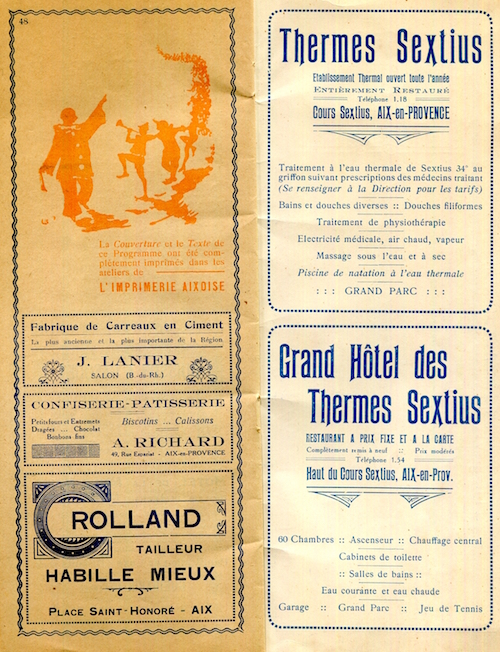 48
La Couverture et le Texte de
ce Programme ont été com-
plètement imprimés dans les
ateliers de
L'IMPRIMERIE AIXOISE
Fabrique de Carreaux en Ciment
La plus ancienne et la plus importante de la Région
J. LANIER
SALON (B.-du-Rh.)
CONFISERIE-PATISSERIE
Petits fours et Entremets
Dragées ... Chocolat
Bonbons fins
Biscotins ... Calissons
A. RICHARD
49, Rue Espariat - AIX-en-PROVENCE
ROLLAND
TAILLEUR
HABILLE MIEUX
PLACE SAINT-HONORÉ - AIX
Thermes Sextius
Etablissement Thermal ouvert toute l'année
ENTIÈREMENT RESTAURÉ
Téléphone 1.18
Cours Sextius, AIX-en-PROVENCE
Traitement à l'eau thermale de Sextius 34° au
griffon suivant prescriptions des médecins traitant
(Se renseigner à la Direction pour les tarifs)
Bains et douches diverses :: Douches filiformes
Traitement de physiotérapie
Electricité médicale, air chaud, vapeur
Massage sous l'eau et à sec
Piscine de natation à l'eau thermale
: : : GRAND PARC : : :
Grand Hôtel des
Thermes Sextius
RESTAURANT A PRIX FIXE ET A LA CARTE
Complètement remis à neuf :: Prix modérés
Téléphone 1.54
Haut du Cours Sextius, AIX-en-Prov.
60 Chambres :: Ascenseur :: Chauffage central
Cabinets de toilette
:: Salles de bains ::
Eau courante et eau chaude
Garage :: Grand Parc :: Jeu de Tennis